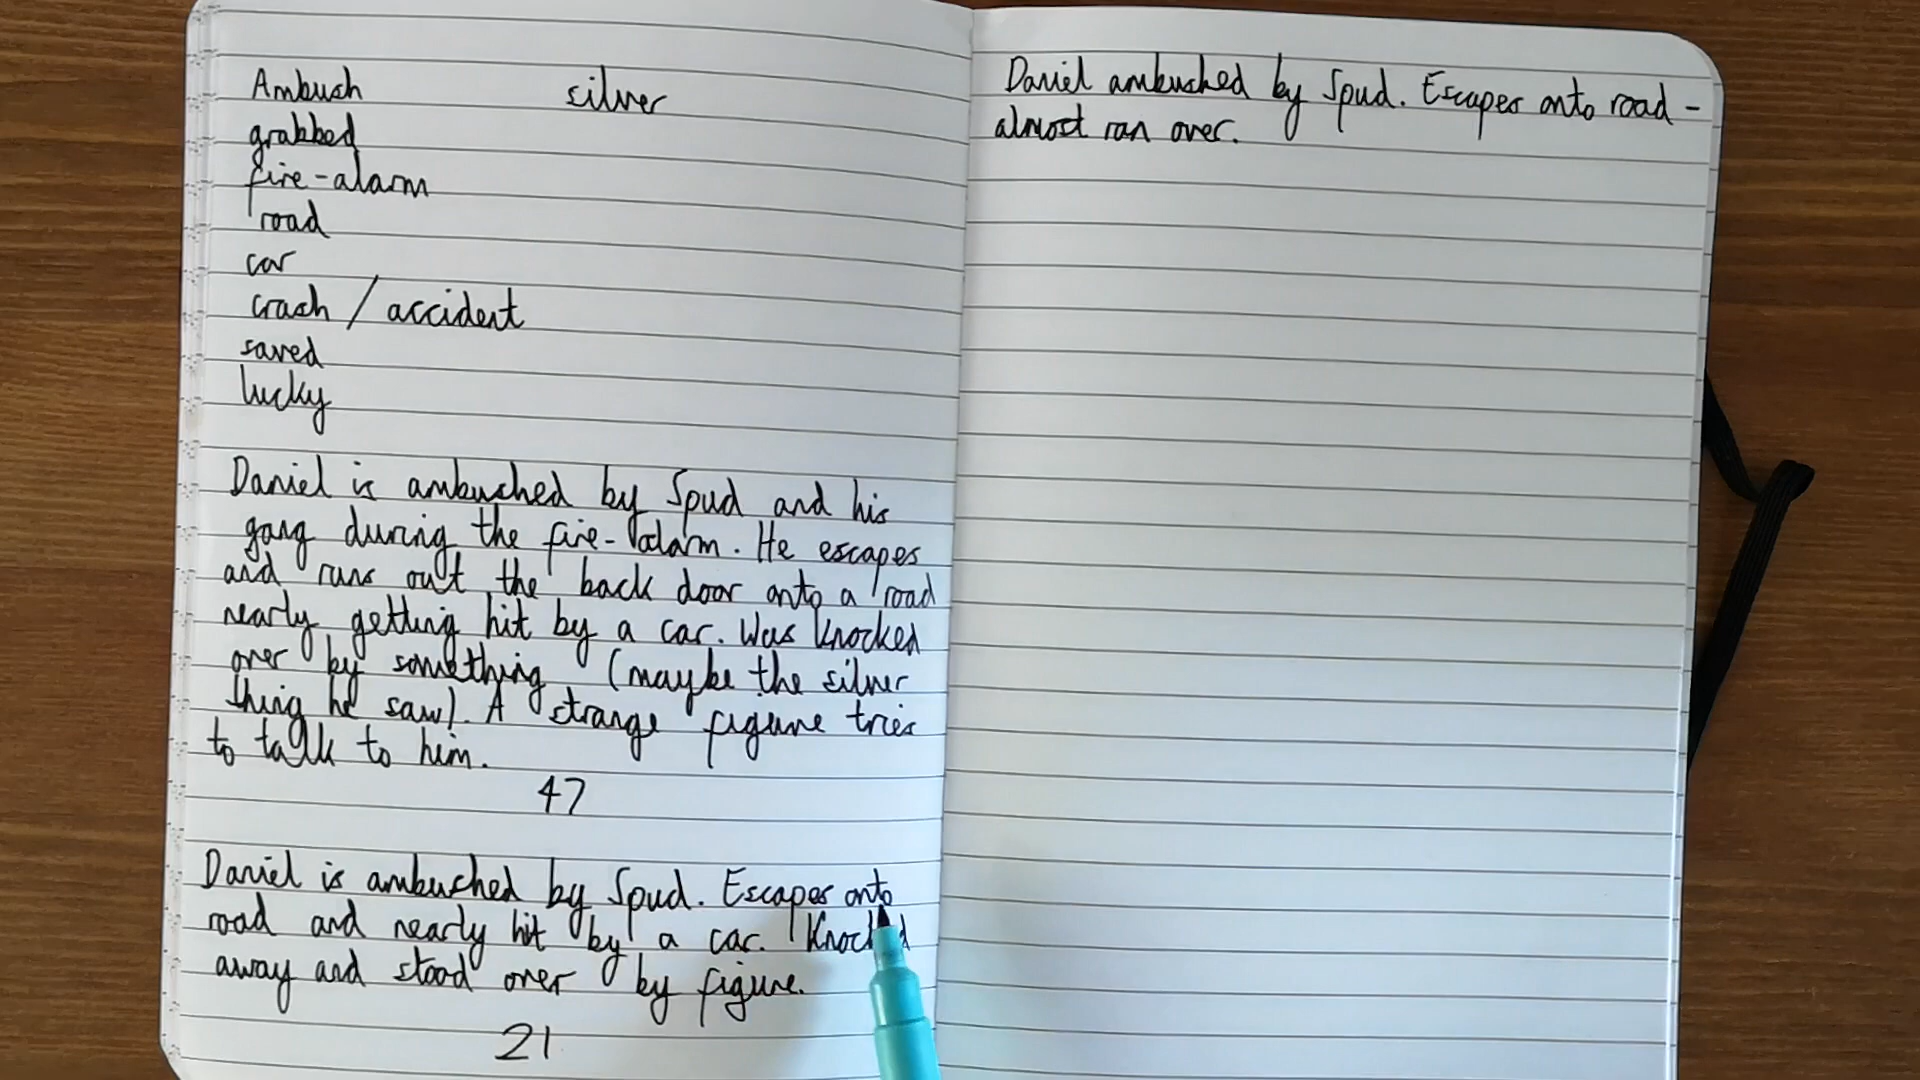 Ambush silver
grabbed
fire-alarm
road
car
crash / accident
saved
lucky
Daniel is ambushed by Spud and his
gang during the fire-alarm. He escapes
and runs out the back door onto a road
nearly getting hit by a car. Was knocked
over by something (maybe the silver
thing he saw). A strange figure tries
to talk to him.
47
Daniel is ambushed by Spud. Escapes onto
road and nearly hit by a car. Knocked
away and stood over by figure.
21
Daniel ambushed by Spud. Escapes onto road -
almost ran over.